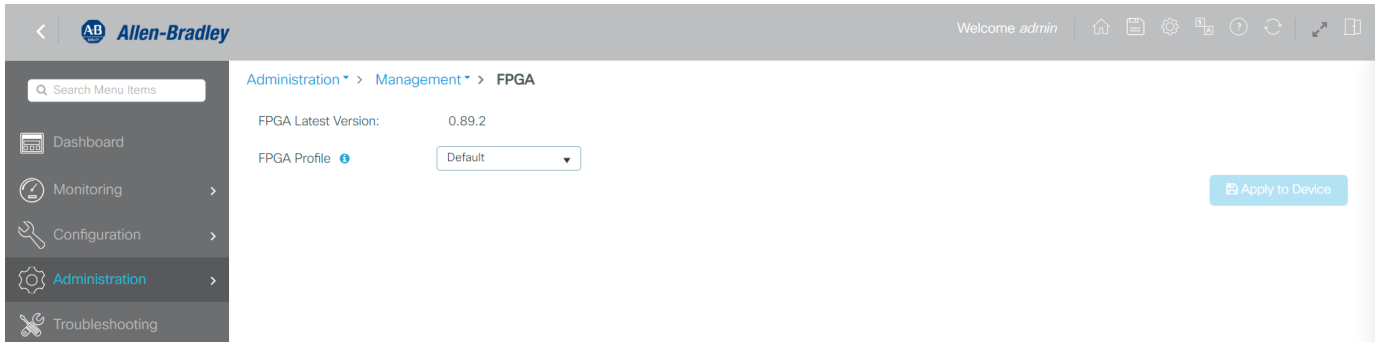 AB Allen-Bradley
Welcome admin
Search Menu Items
Dashboard
Monitoring
Configuration
Administration
Troubleshooting
Administration > Management > FPGA
FPGA Latest Version: 0.89.2
FPGA Profile Default
Apply to Device